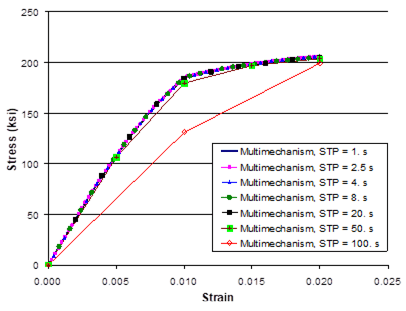 250
200
150
100
50
0
Stress (ksi)
0.000 0.005 0.010 0.015 0.020 0.025
Strain
Multimechanism, STP = 1. s
Multimechanism, STP = 2.5 s
Multimechanism, STP = 4. s
Multimechanism, STP = 8. s
Multimechanism, STP = 20. s
Multimechanism, STP = 50. s
Multimechanism, STP = 100. s